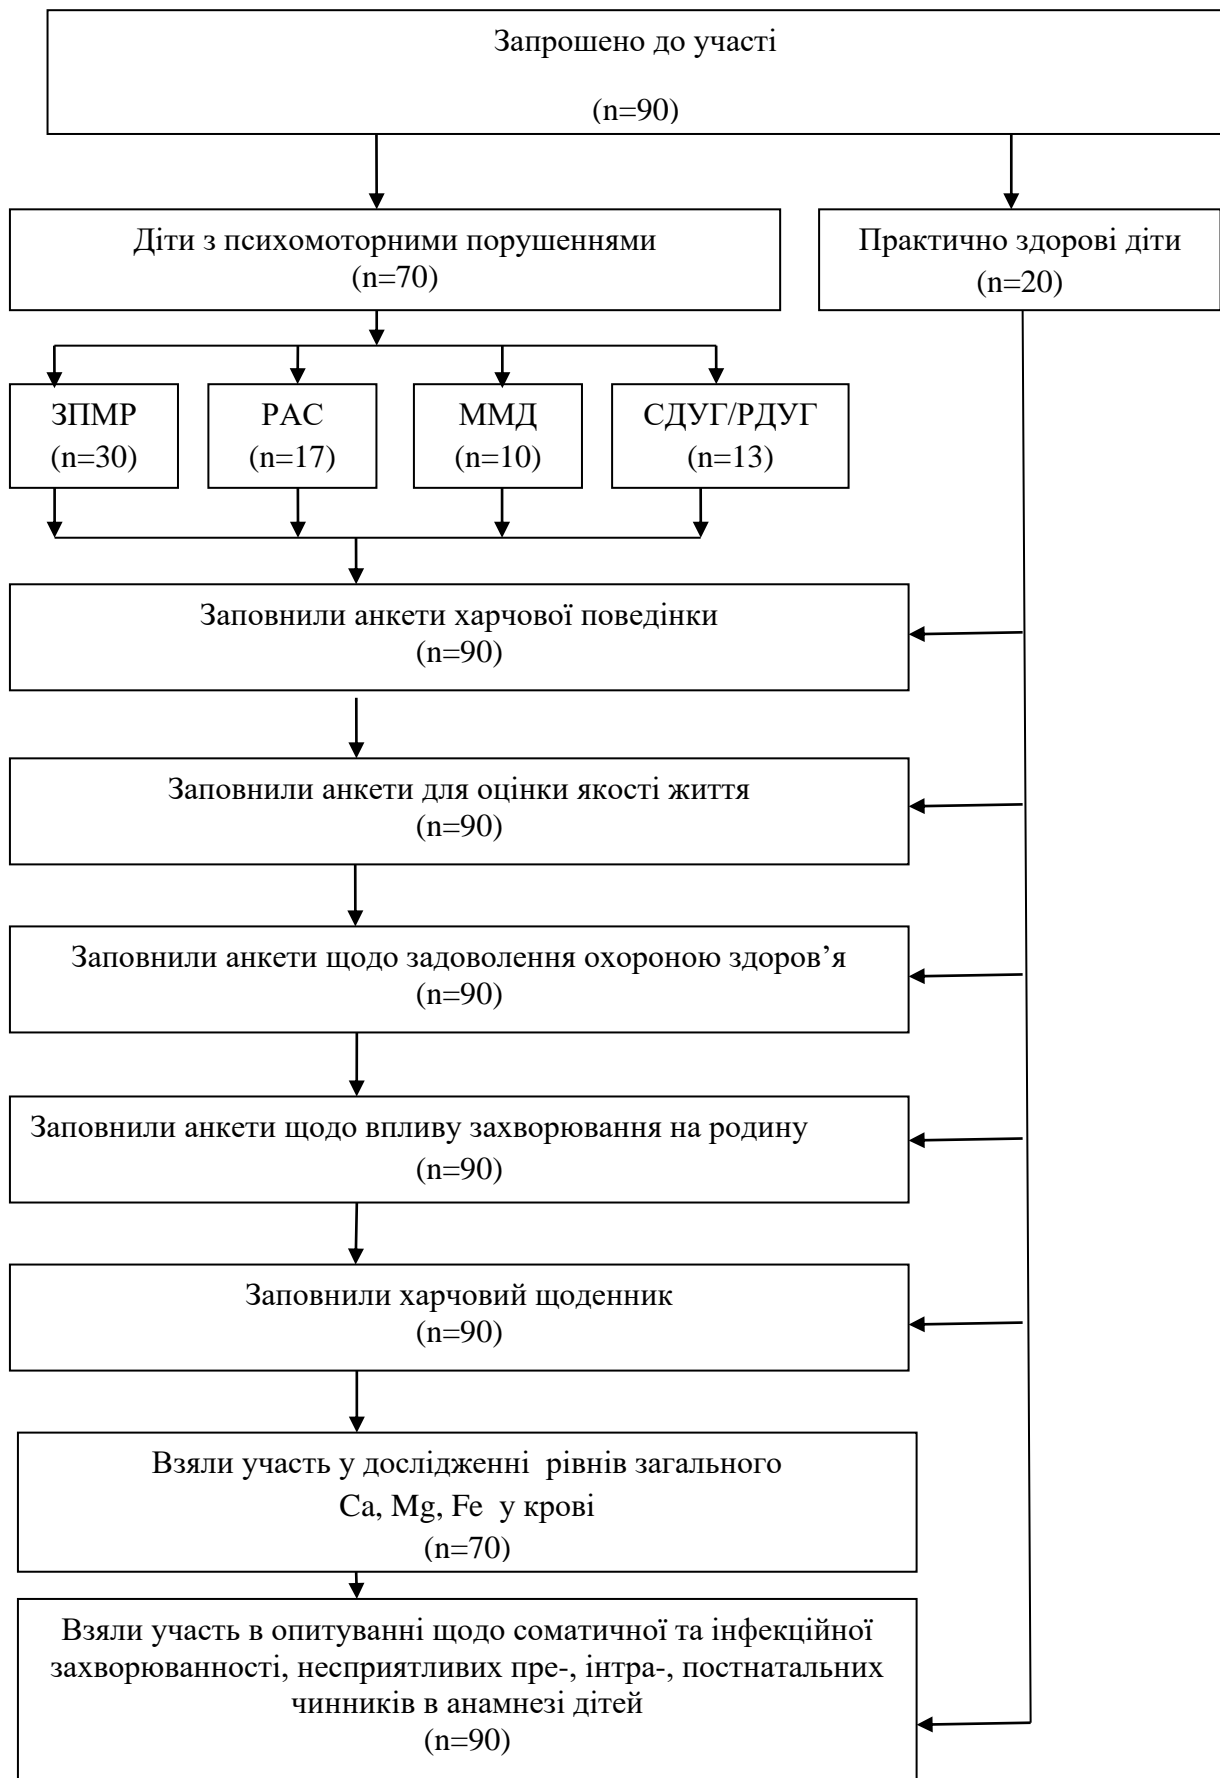 Запрошено до участі
(n=90)
Діти з психомоторними порушеннями
(n=70)
Практично здорові діти
(n=20)
ЗПМР
(n=30)
РАС
(n=17)
ММД
(n=10)
СДУГ/РДУГ
(n=13)
Заповнили анкети харчової поведінки
(n=90)
Заповнили анкети для оцінки якості життя
(n=90)
Заповнили анкети щодо задоволення охороною здоров’я
(n=90)
Заповнили анкети щодо впливу захворювання на родину
(n=90)
Заповнили харчовий щоденник
(n=90)
Взяли участь у дослідженні рівнів загального
Ca, Mg, Fe у крові
(n=70)
Взяли участь в опитуванні щодо соматичної та інфекційної
захворюванності, несприятливих пре-, інтра-, постнатальних
чинників в анамнезі дітей
(n=90)